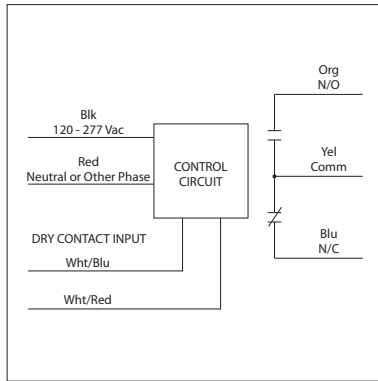 Org
N/O
Blk
120 - 277 Vac
Yel
Comm
Red
Neutral or Other Phase
CONTROL
CIRCUIT
Blu
N/C
DRY CONTACT INPUT
Wht/Blu
Wht/Red